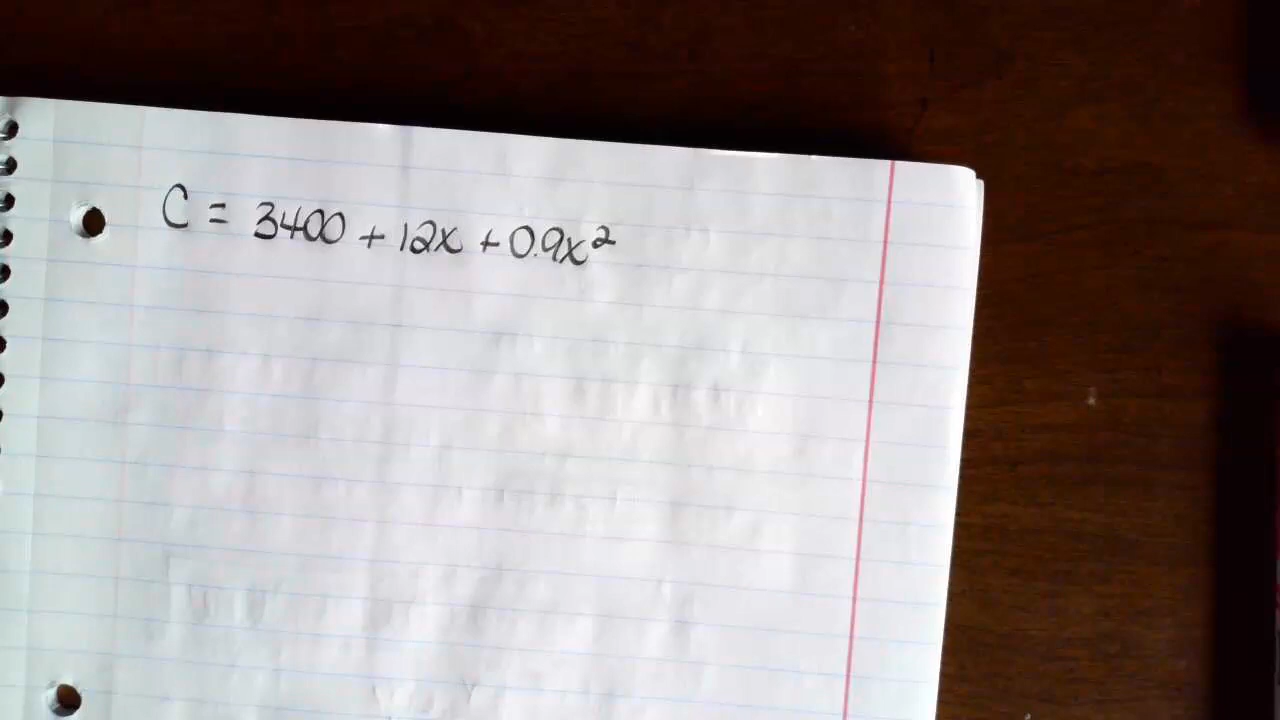 C = 3400 + 12x + 0.9x²